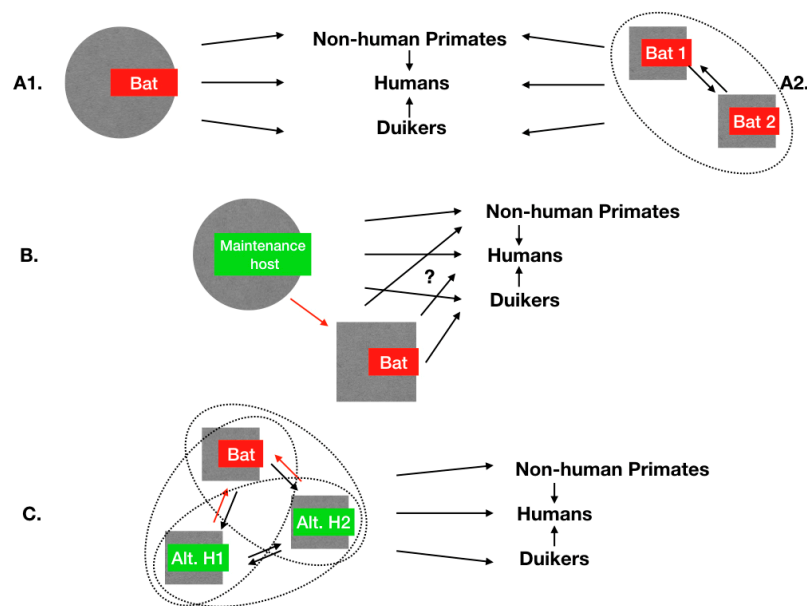 A1.
Bat
Non-human Primates
Humans
Duikers
Bat 1
Bat 2
A2.
B.
Maintenance
host
Bat
?
Non-human Primates
Humans
Duikers
C.
Bat
Alt. H1
Alt. H2
Non-human Primates
Humans
Duikers